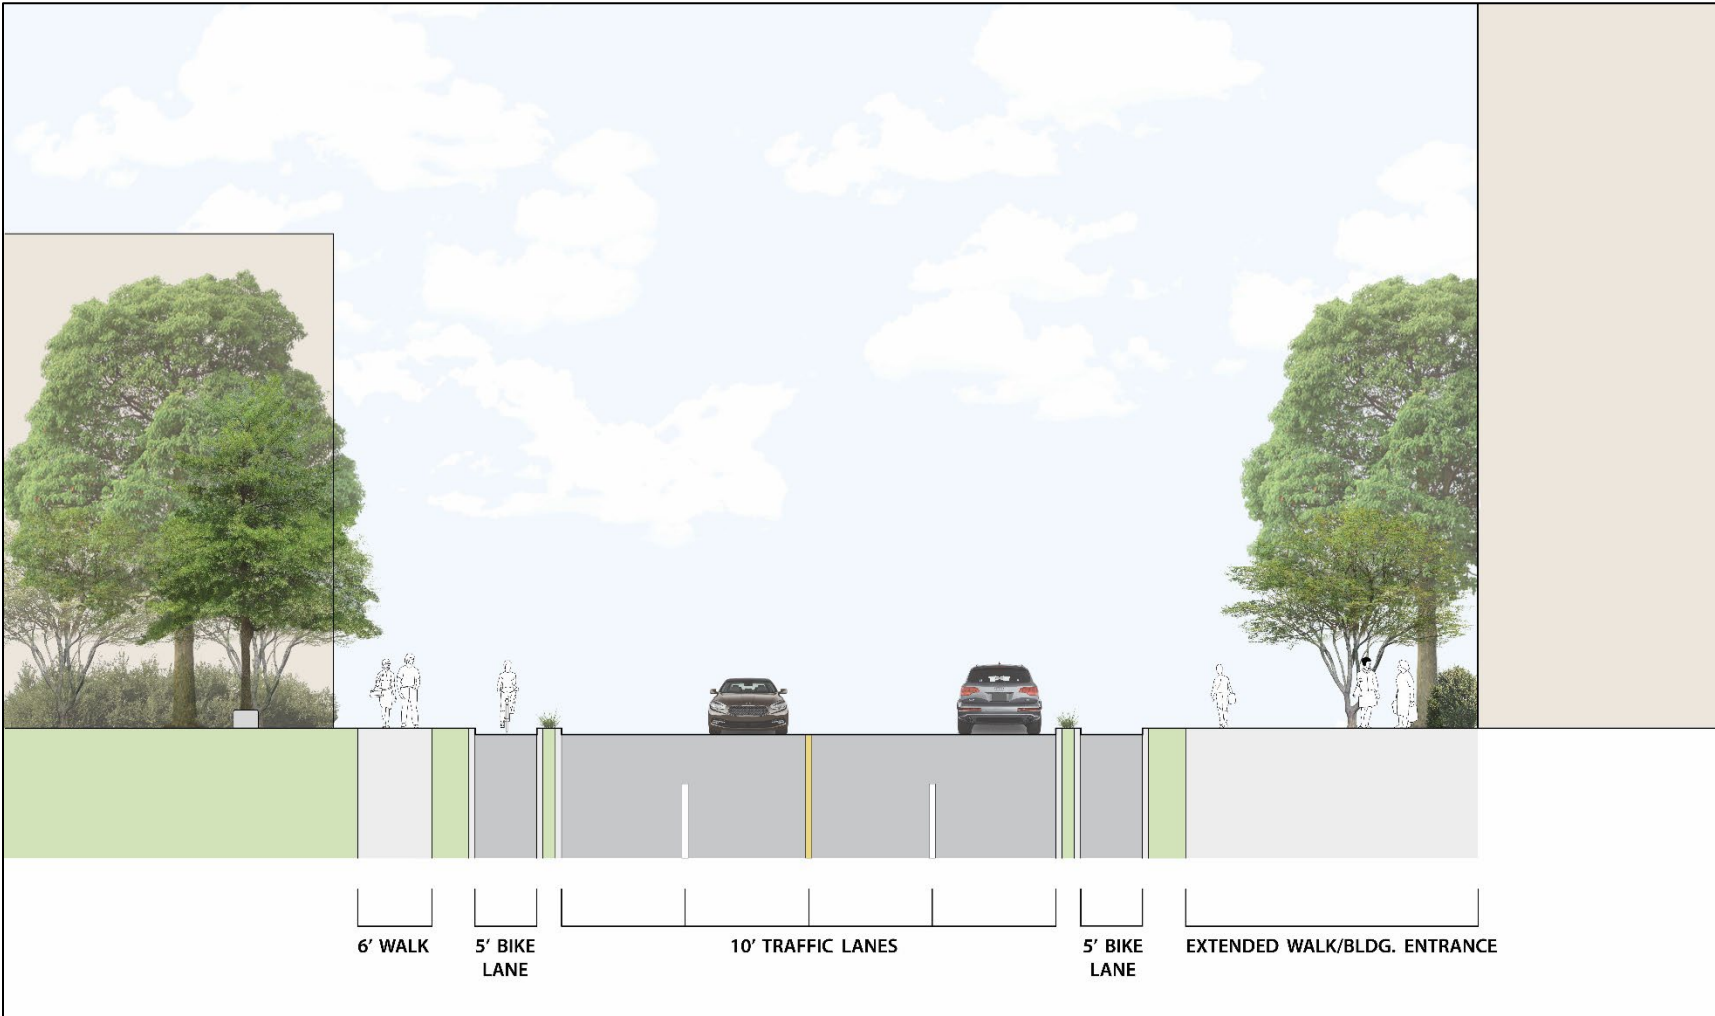 6’ WALK
5’ BIKE
LANE
10’ TRAFFIC LANES
5’ BIKE
LANE
EXTENDED WALK/BLDG. ENTRANCE